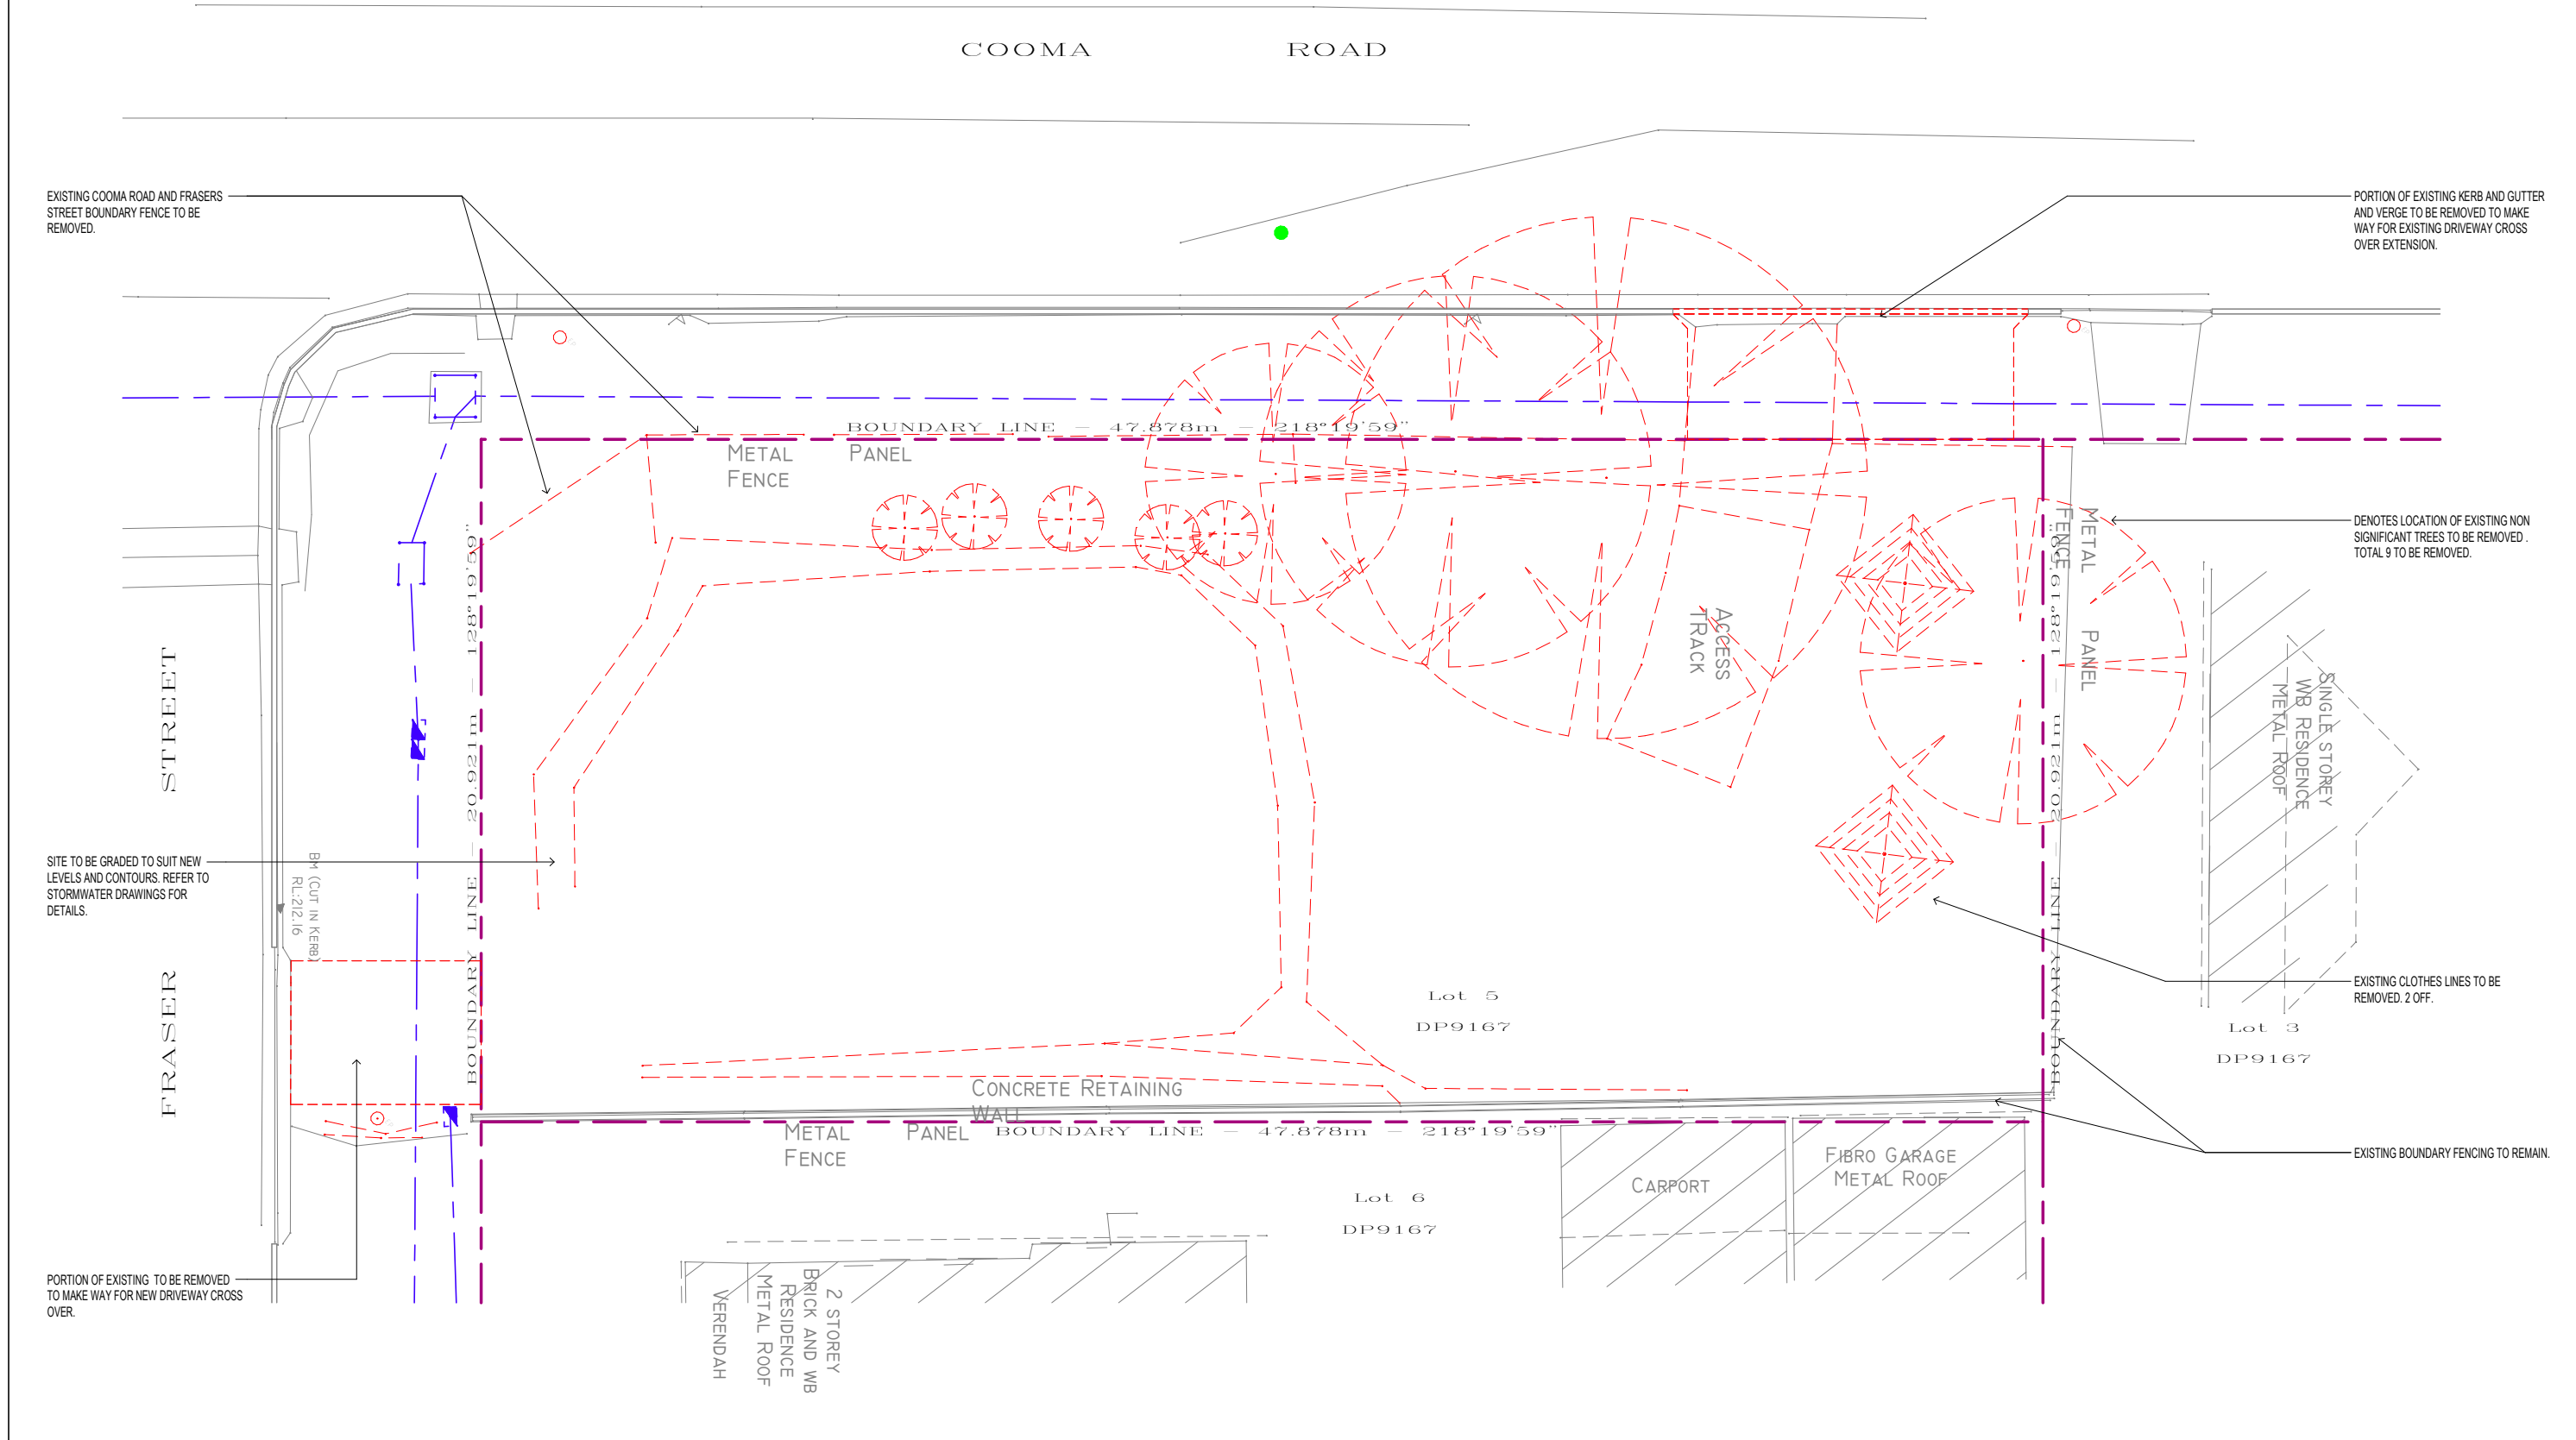 COOMA ROAD
EXISTING COOMA ROAD AND FRASERS
STREET BOUNDARY FENCE TO BE
REMOVED.
PORTION OF EXISTING KERB AND GUTTER
AND VERGE TO BE REMOVED TO MAKE
WAY FOR EXISTING DRIVEWAY CROSS
OVER EXTENSION.
BOUNDARY LINE - 47.878m - 218°19'59"
METAL PANEL
FENCE
DENOTES LOCATION OF EXISTING NON
SIGNIFICANT TREES TO BE REMOVED .
TOTAL 9 TO BE REMOVED.
METAL PANEL
FENCE
BOUNDARY LINE - 20.921m - 128°19'59"
BOUNDARY LINE - 20.921m - 128°19'59"
ACCESS
TRACK
SINGLE STOREY
WB RESIDENCE
METAL ROOF
FRASER STREET
SITE TO BE GRADED TO SUIT NEW
LEVELS AND CONTOURS. REFER TO
STORMWATER DRAWINGS FOR
DETAILS.
BM (CUT IN KERB)
RL:212.16
Lot 5
DP9167
EXISTING CLOTHES LINES TO BE
REMOVED. 2 OFF.
Lot 3
DP9167
CONCRETE RETAINING
WALL
METAL PANEL
FENCE
BOUNDARY LINE - 47.878m - 218°19'59"
EXISTING BOUNDARY FENCING TO REMAIN.
CARPORT
FIBRO GARAGE
METAL ROOF
Lot 6
DP9167
PORTION OF EXISTING TO BE REMOVED
TO MAKE WAY FOR NEW DRIVEWAY CROSS
OVER.
2 STOREY
BRICK AND WB
RESIDENCE
METAL ROOF
VERENDAH